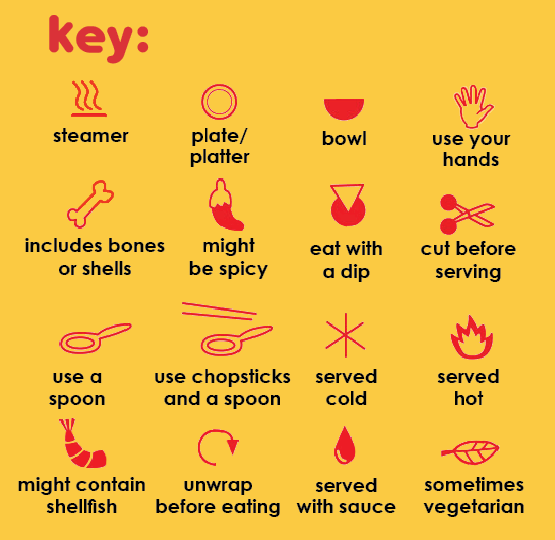 key:
steamer
plate/
platter
bowl
use your
hands
includes bones
or shells
might
be spicy
eat with
a dip
cut before
serving
use a
spoon
use chopsticks
and a spoon
served
cold
served
hot
might contain
shellfish
unwrap
before eating
served
with sauce
sometimes
vegetarian